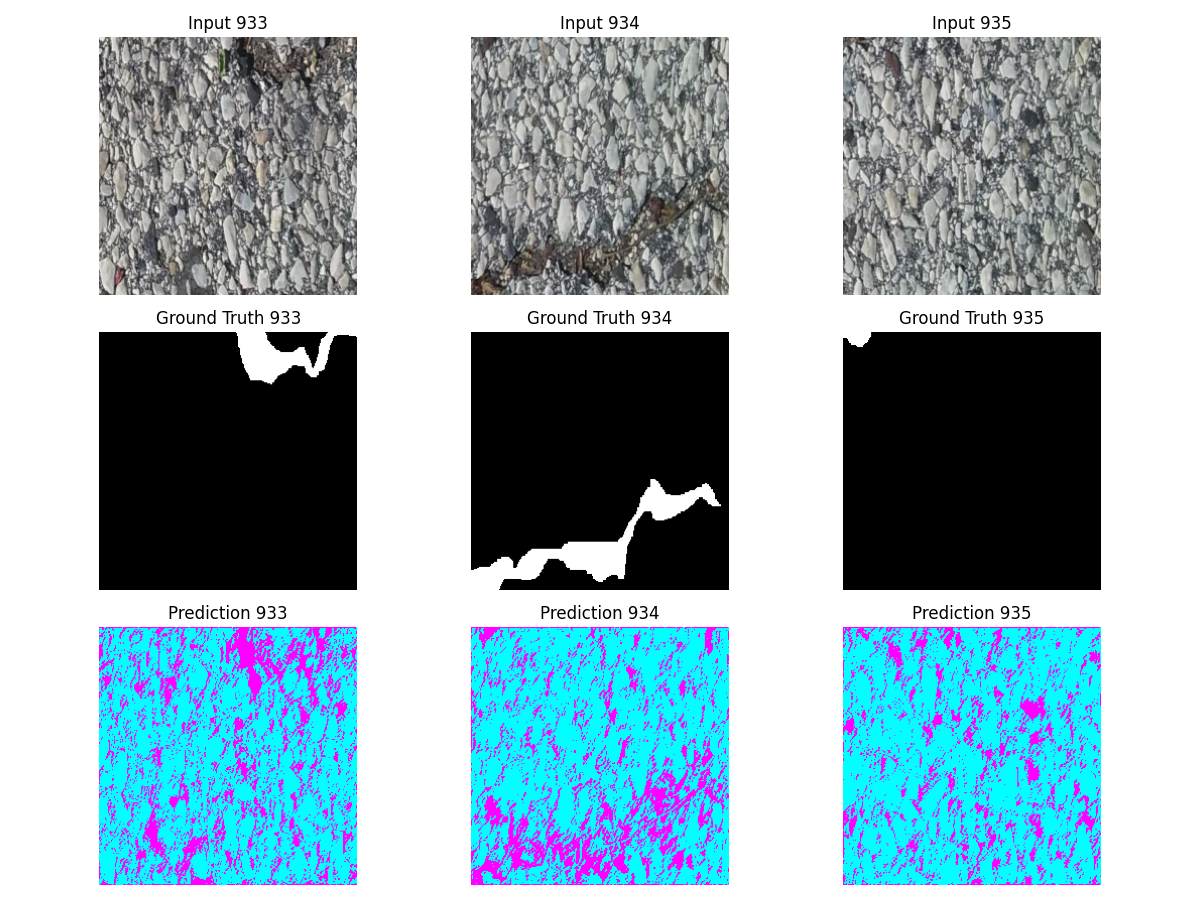 Input 933
Input 934
Input 935
Ground Truth 933
Ground Truth 934
Ground Truth 935
Prediction 933
Prediction 934
Prediction 935